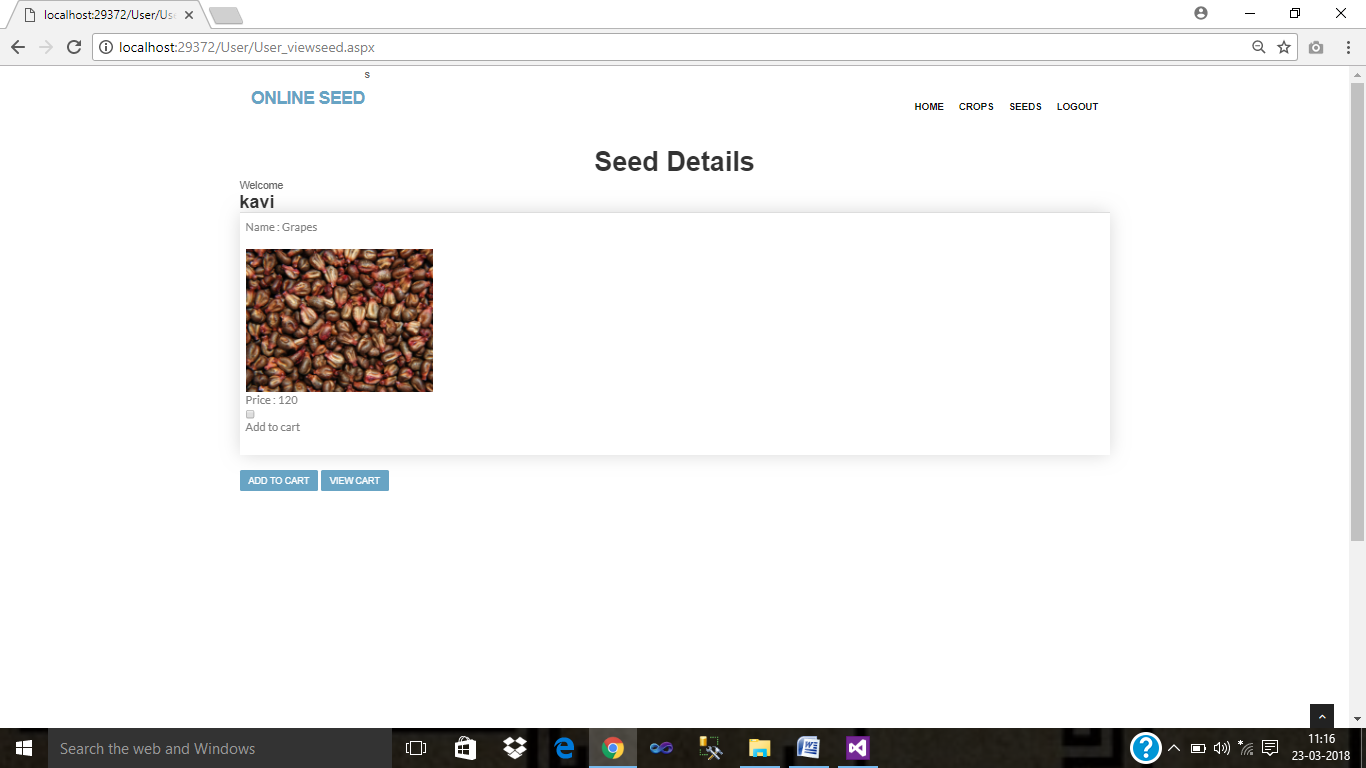 localhost:29372/User/Use
localhost:29372/User/User_viewseed.aspx
s
ONLINE SEED
HOME CROPS SEEDS LOGOUT
Seed Details
Welcome
kavi
Name : Grapes
Price : 120
Add to cart
ADD TO CART VIEW CART
Search the web and Windows
11:16
23-03-2018